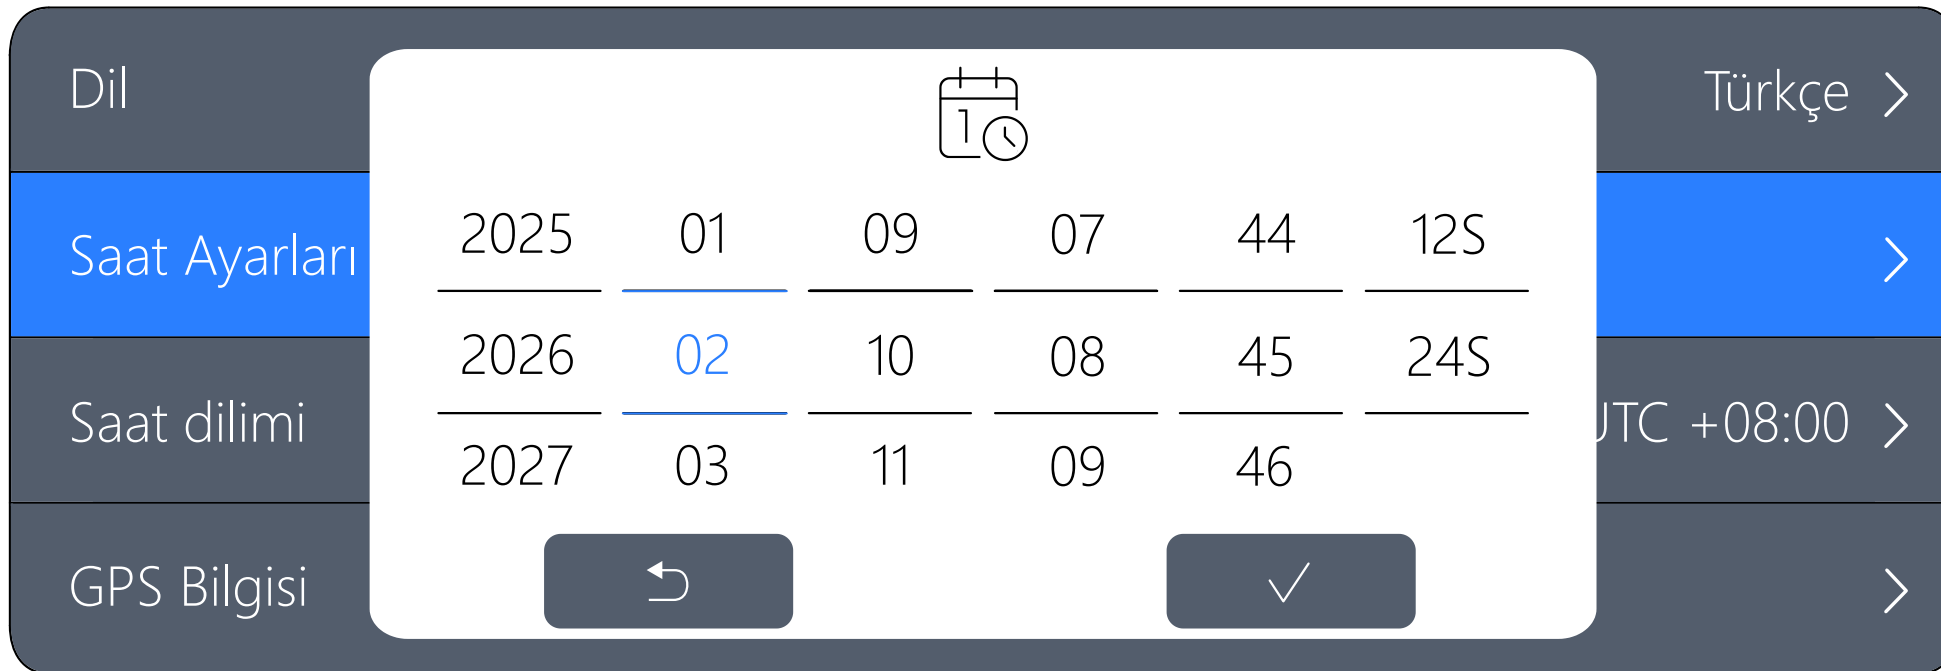 Dil
Türkçe
1
2025 01 09 07 44 12S
Saat Ayarları
2026 02 10 08 45 24S
Saat dilimi
UTC +08:00
2027 03 11 09 46
GPS Bilgisi